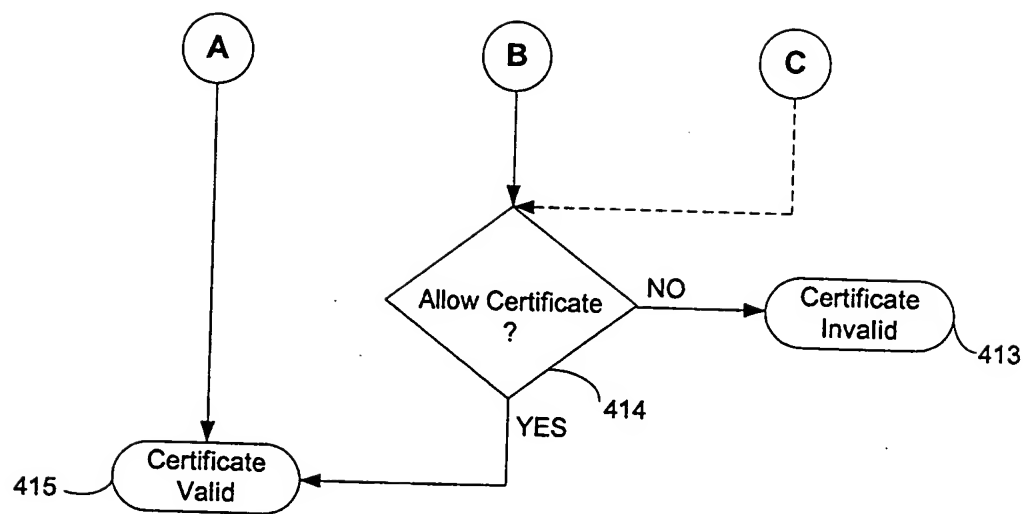 A
B
C
Allow Certificate
?
NO
Certificate
Invalid
413
414
YES
Certificate
Valid
415